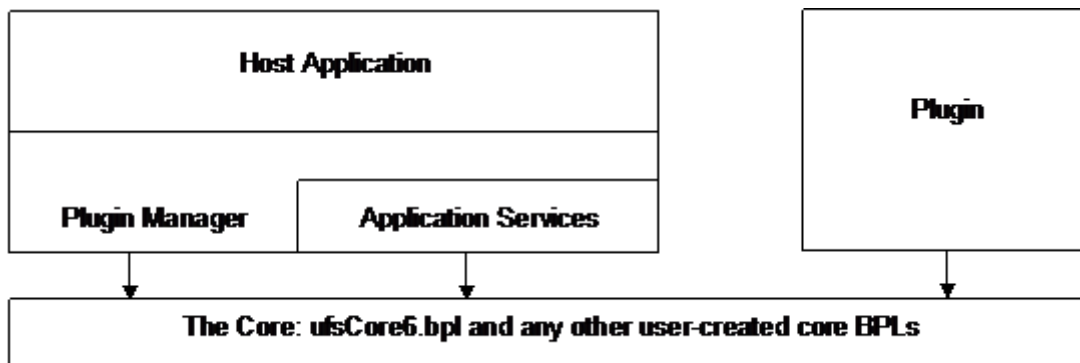 Host Application
Plugin
Plugin Manager
Application Services
The Core: ufsCore6.bpl and any other user-created core BPLs